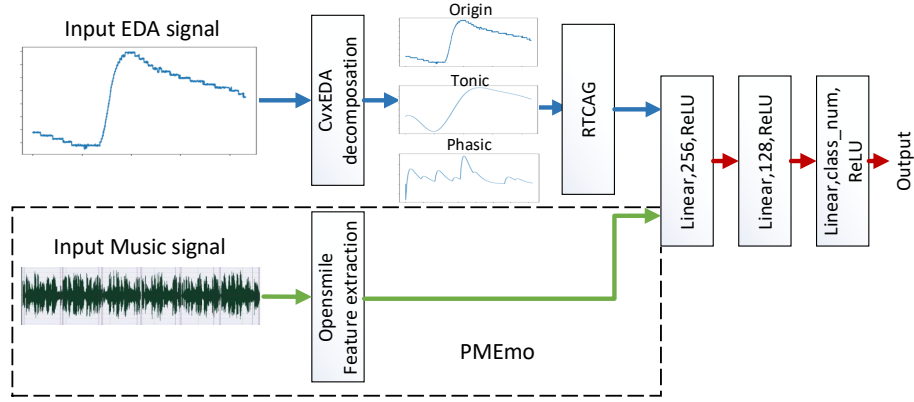 Input EDA signal
CvxEDA
decomposation
Origin
Tonic
Phasic
RTCAG
Linear,256,ReLU
Linear,128,ReLU
Linear,class_num,
ReLU
Output
Input Music signal
Opensmile
Feature extraction
PMEmo